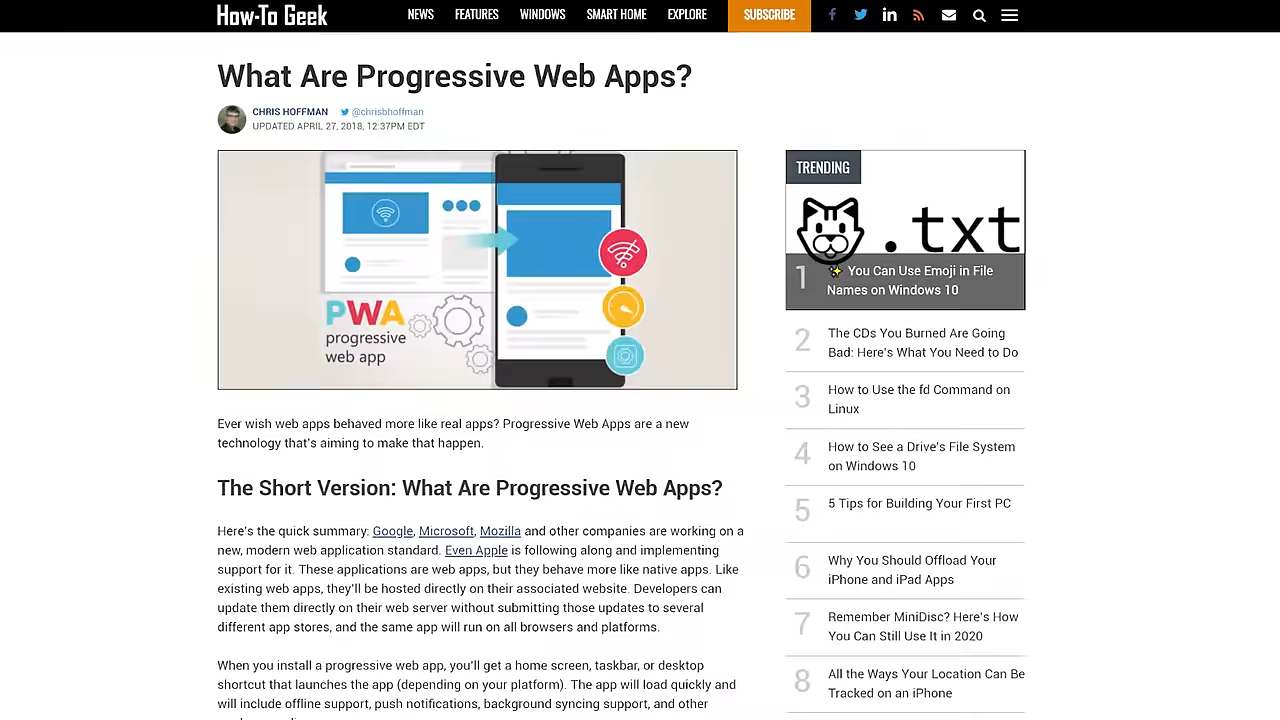 How-To Geek
NEWS FEATURES WINDOWS SMART HOME EXPLORE SUBSCRIBE
What Are Progressive Web Apps?
CHRIS HOFFMAN @chrisbhoffman
UPDATED APRIL 27, 2018, 12:37PM EDT
PWA
progressive
web app
Ever wish web apps behaved more like real apps? Progressive Web Apps are a new
technology that's aiming to make that happen.
The Short Version: What Are Progressive Web Apps?
Here's the quick summary: Google, Microsoft, Mozilla and other companies are working on a
new, modern web application standard. Even Apple is following along and implementing
support for it. These applications are web apps, but they behave more like native apps. Like
existing web apps, they'll be hosted directly on their associated website. Developers can
update them directly on their web server without submitting those updates to several
different app stores, and the same app will run on all browsers and platforms.
When you install a progressive web app, you'll get a home screen, taskbar, or desktop
shortcut that launches the app (depending on your platform). The app will load quickly and
will include offline support, push notifications, background syncing support, and other
TRENDING
.txt
1 ✨ You Can Use Emoji in File
Names on Windows 10
2 The CDs You Burned Are Going
Bad: Here's What You Need to Do
3 How to Use the fd Command on
Linux
4 How to See a Drive's File System
on Windows 10
5 5 Tips for Building Your First PC
6 Why You Should Offload Your
iPhone and iPad Apps
7 Remember MiniDisc? Here's How
You Can Still Use It in 2020
8 All the Ways Your Location Can Be
Tracked on an iPhone